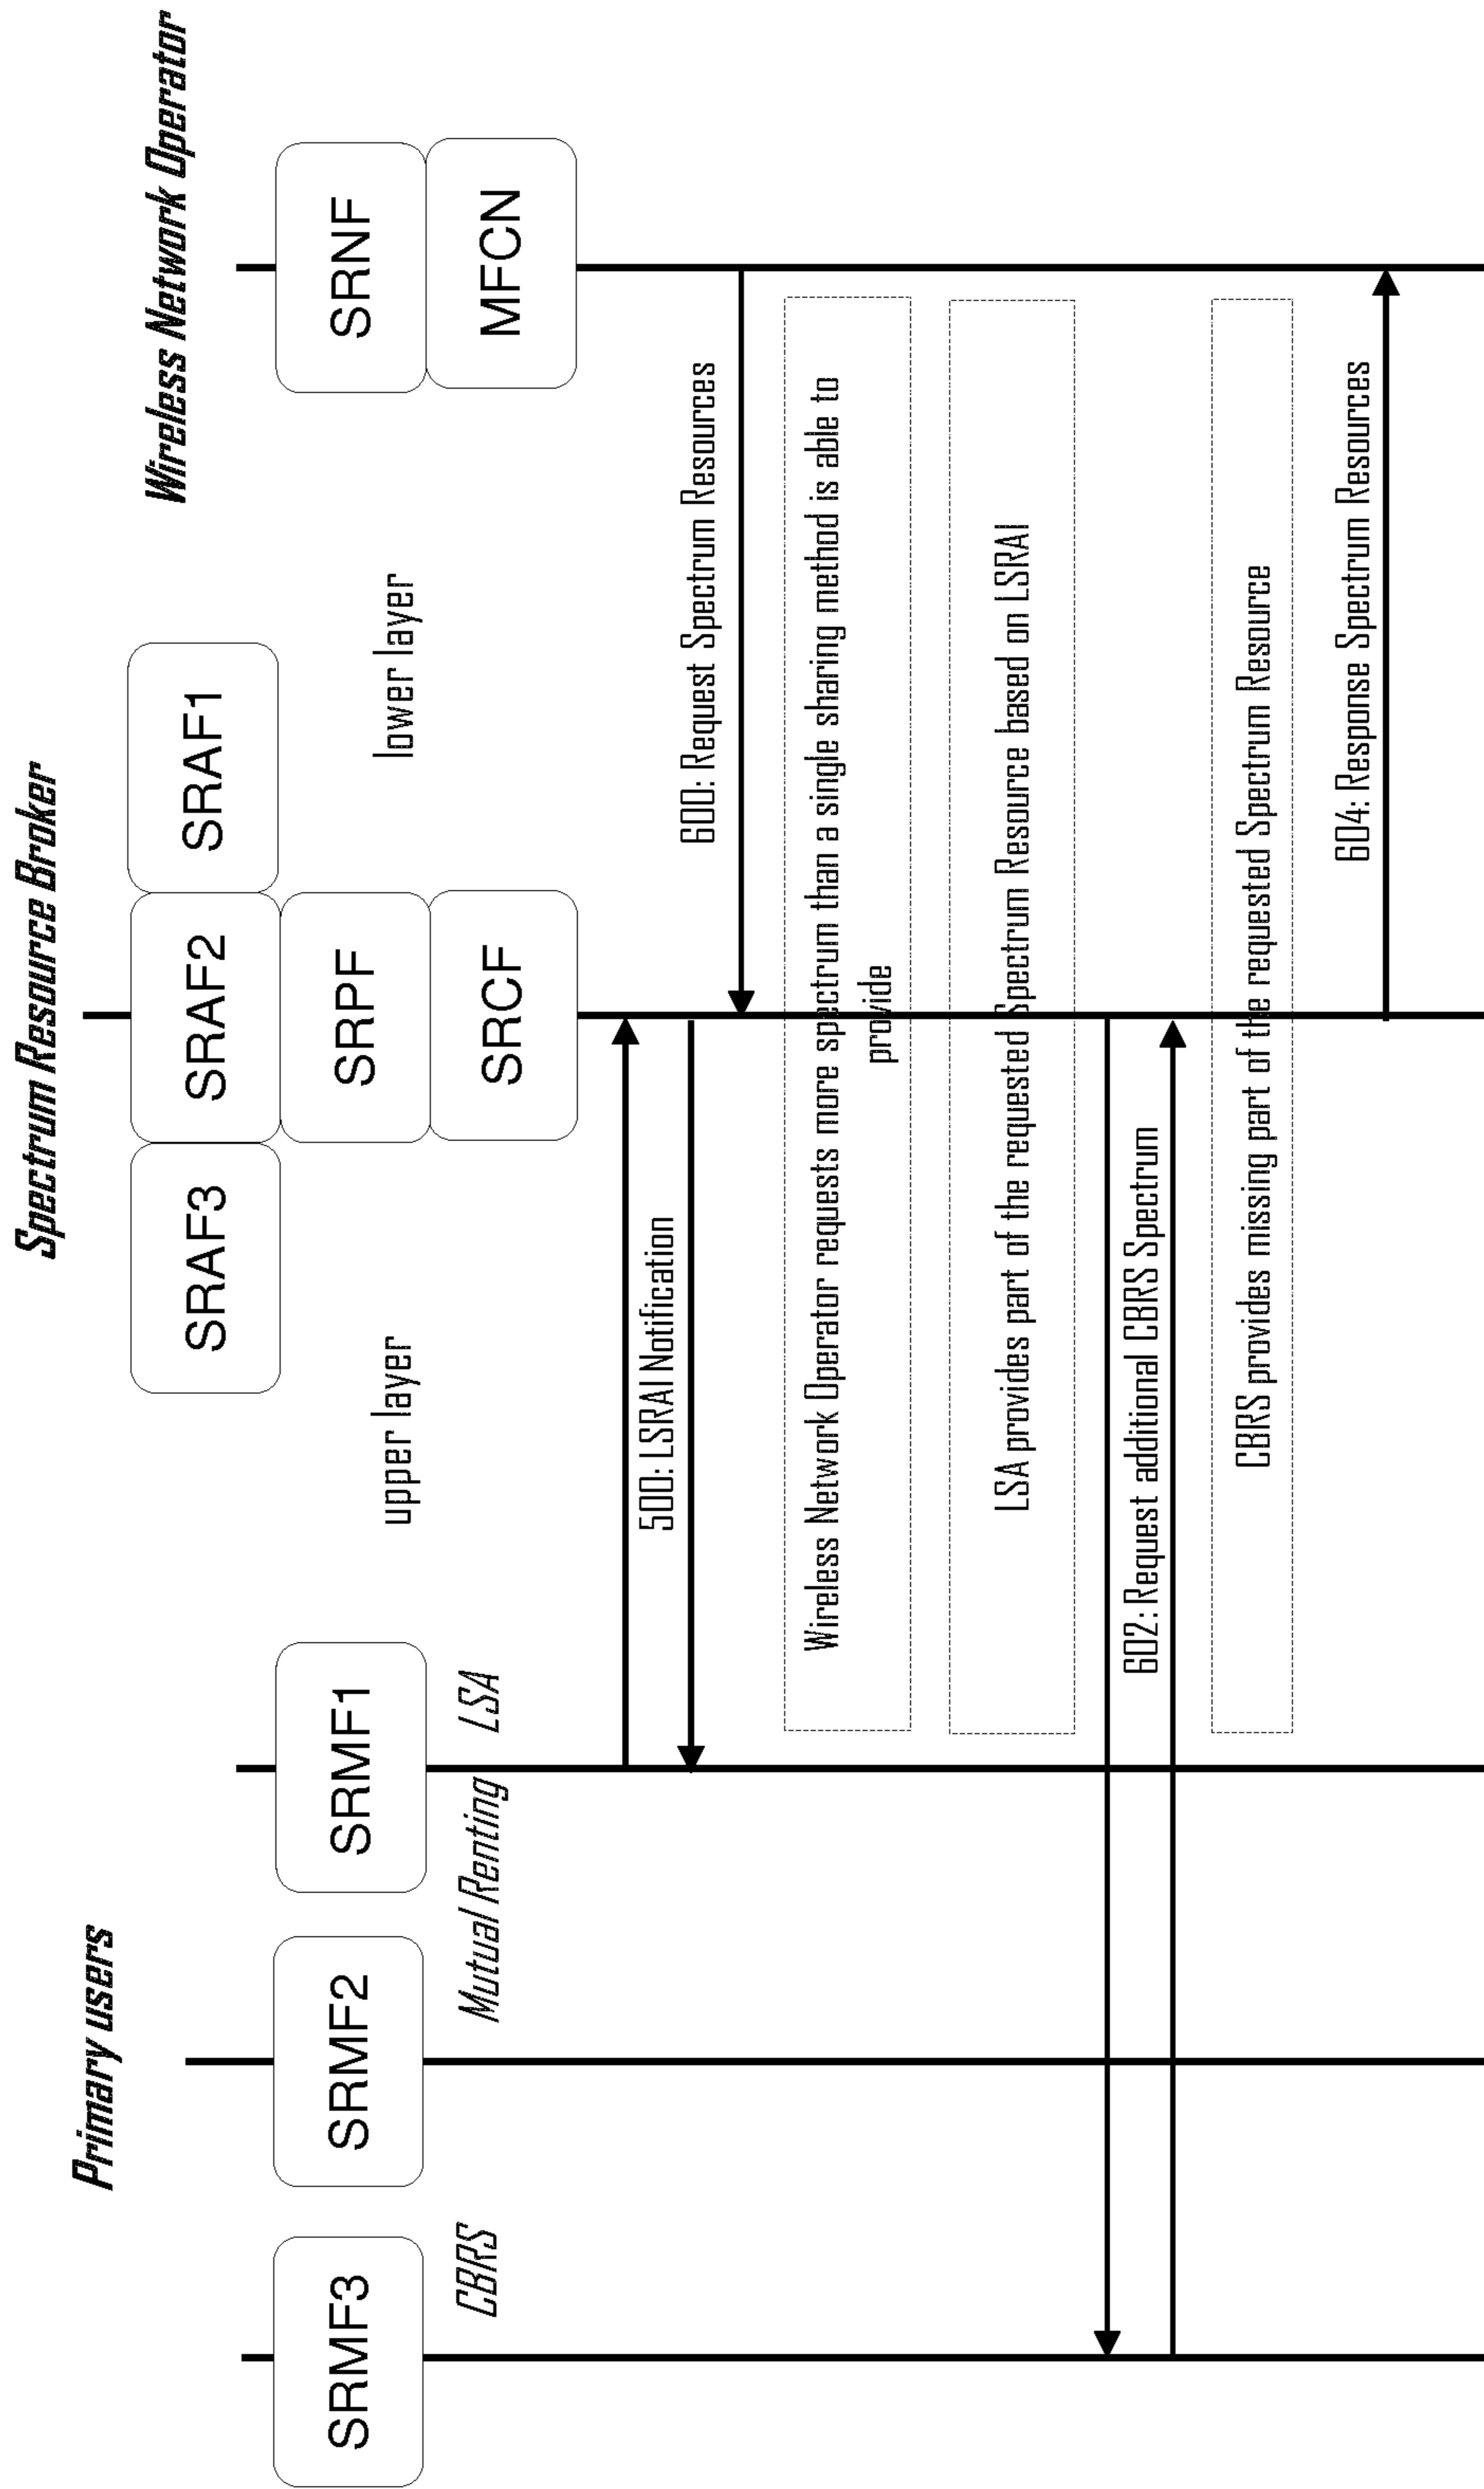 Primary users
Spectrum Resource Broker
Wireless Network Operator
SRAF3
SRAF2
SRAF1
SRMF3
SRMF2
SRMF1
SRPF
SRNF
CBRS
Mutual Renting
LSA
upper layer
SRCF
lower layer
MFCN
500: LSRAI Notification
600: Request Spectrum Resources
Wireless Network Operator requests more spectrum than a single sharing method is able to
provide
LSA provides part of the requested Spectrum Resource based on LSRAI
602: Request additional CBRS Spectrum
CBRS provides missing part of the requested Spectrum Resource
604: Response Spectrum Resources